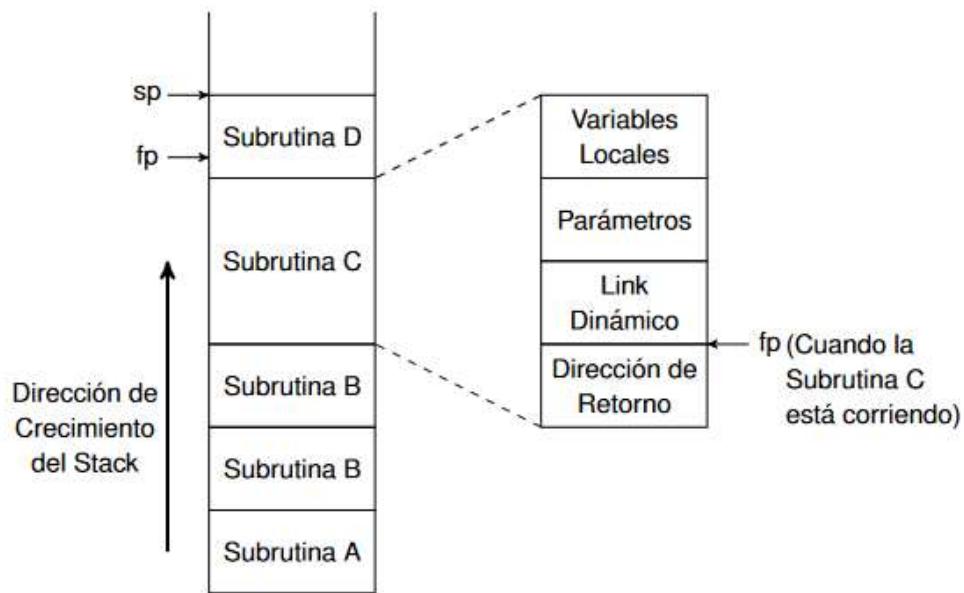 sp
fp
Subrutina D
Subrutina C
Subrutina B
Subrutina B
Subrutina A
Dirección de
Crecimiento
del Stack
Variables
Locales
Parámetros
Link
Dinámico
Dirección de
Retorno
fp (Cuando la
Subrutina C
está corriendo)